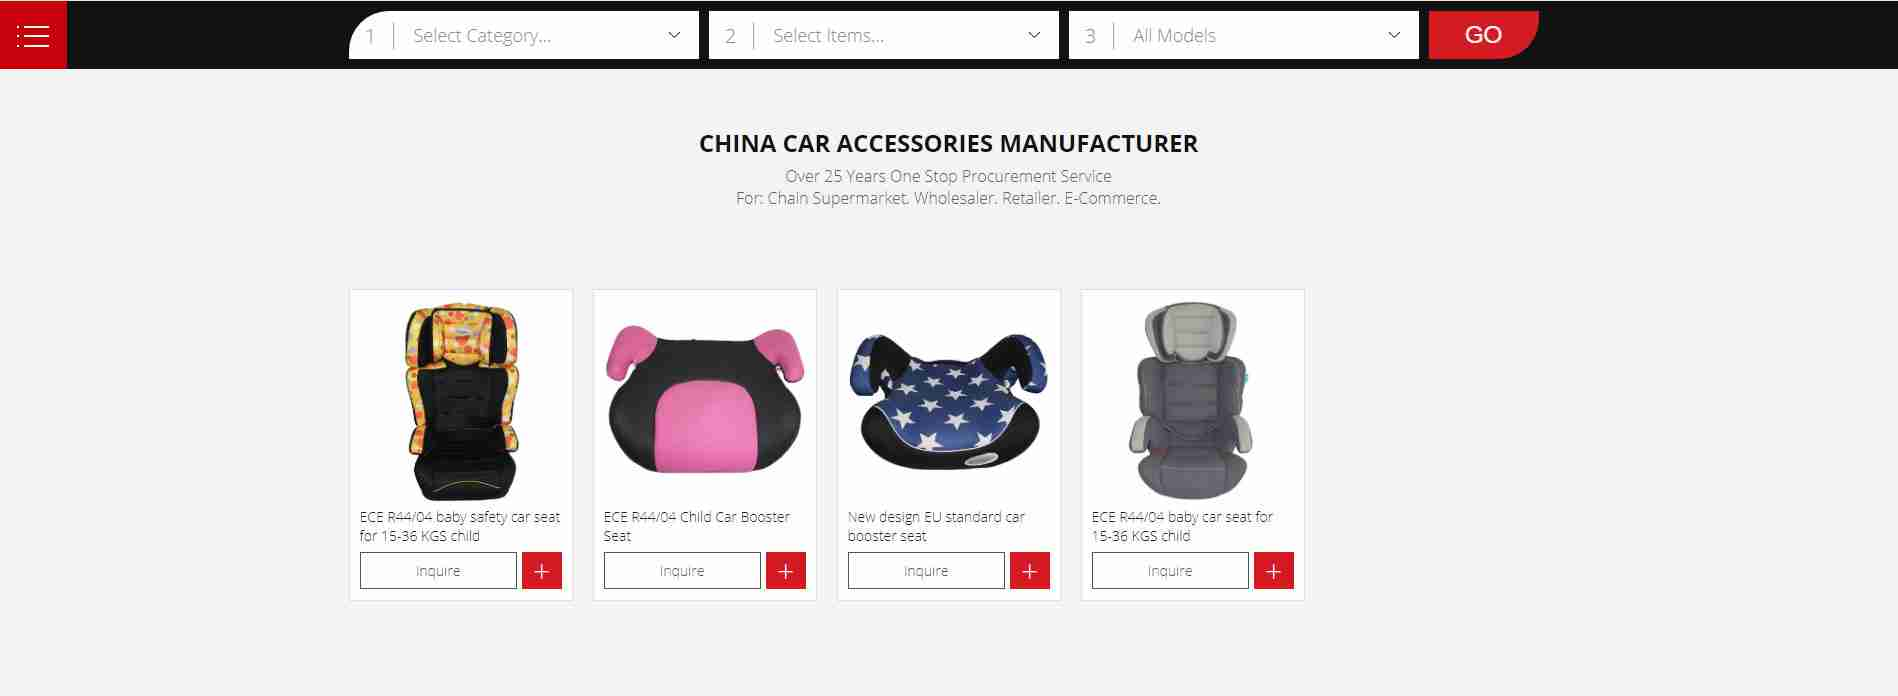 1 Select Category...
2 Select Items...
3 All Models
GO
CHINA CAR ACCESSORIES MANUFACTURER
Over 25 Years One Stop Procurement Service
For: Chain Supermarket. Wholesaler. Retailer. E-Commerce.
ECE R44/04 baby safety car seat
for 15-36 KGS child
Inquire +
ECE R44/04 Child Car Booster
Seat
Inquire +
New design EU standard car
booster seat
Inquire +
ECE R44/04 baby car seat for
15-36 KGS child
Inquire +